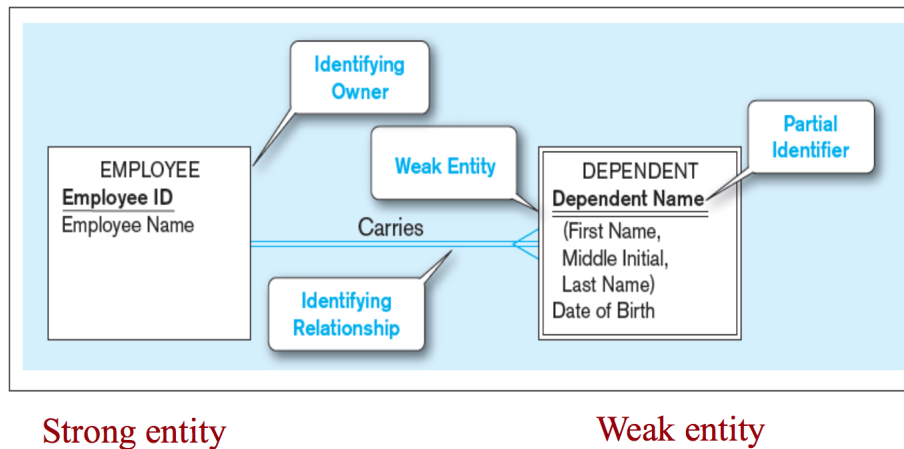 Identifying
Owner
Partial
Identifier
Weak Entity
EMPLOYEE
Employee ID
Employee Name
Carries
DEPENDENT
Dependent Name
(First Name,
Middle Initial,
Last Name)
Date of Birth
Identifying
Relationship
Strong entity
Weak entity